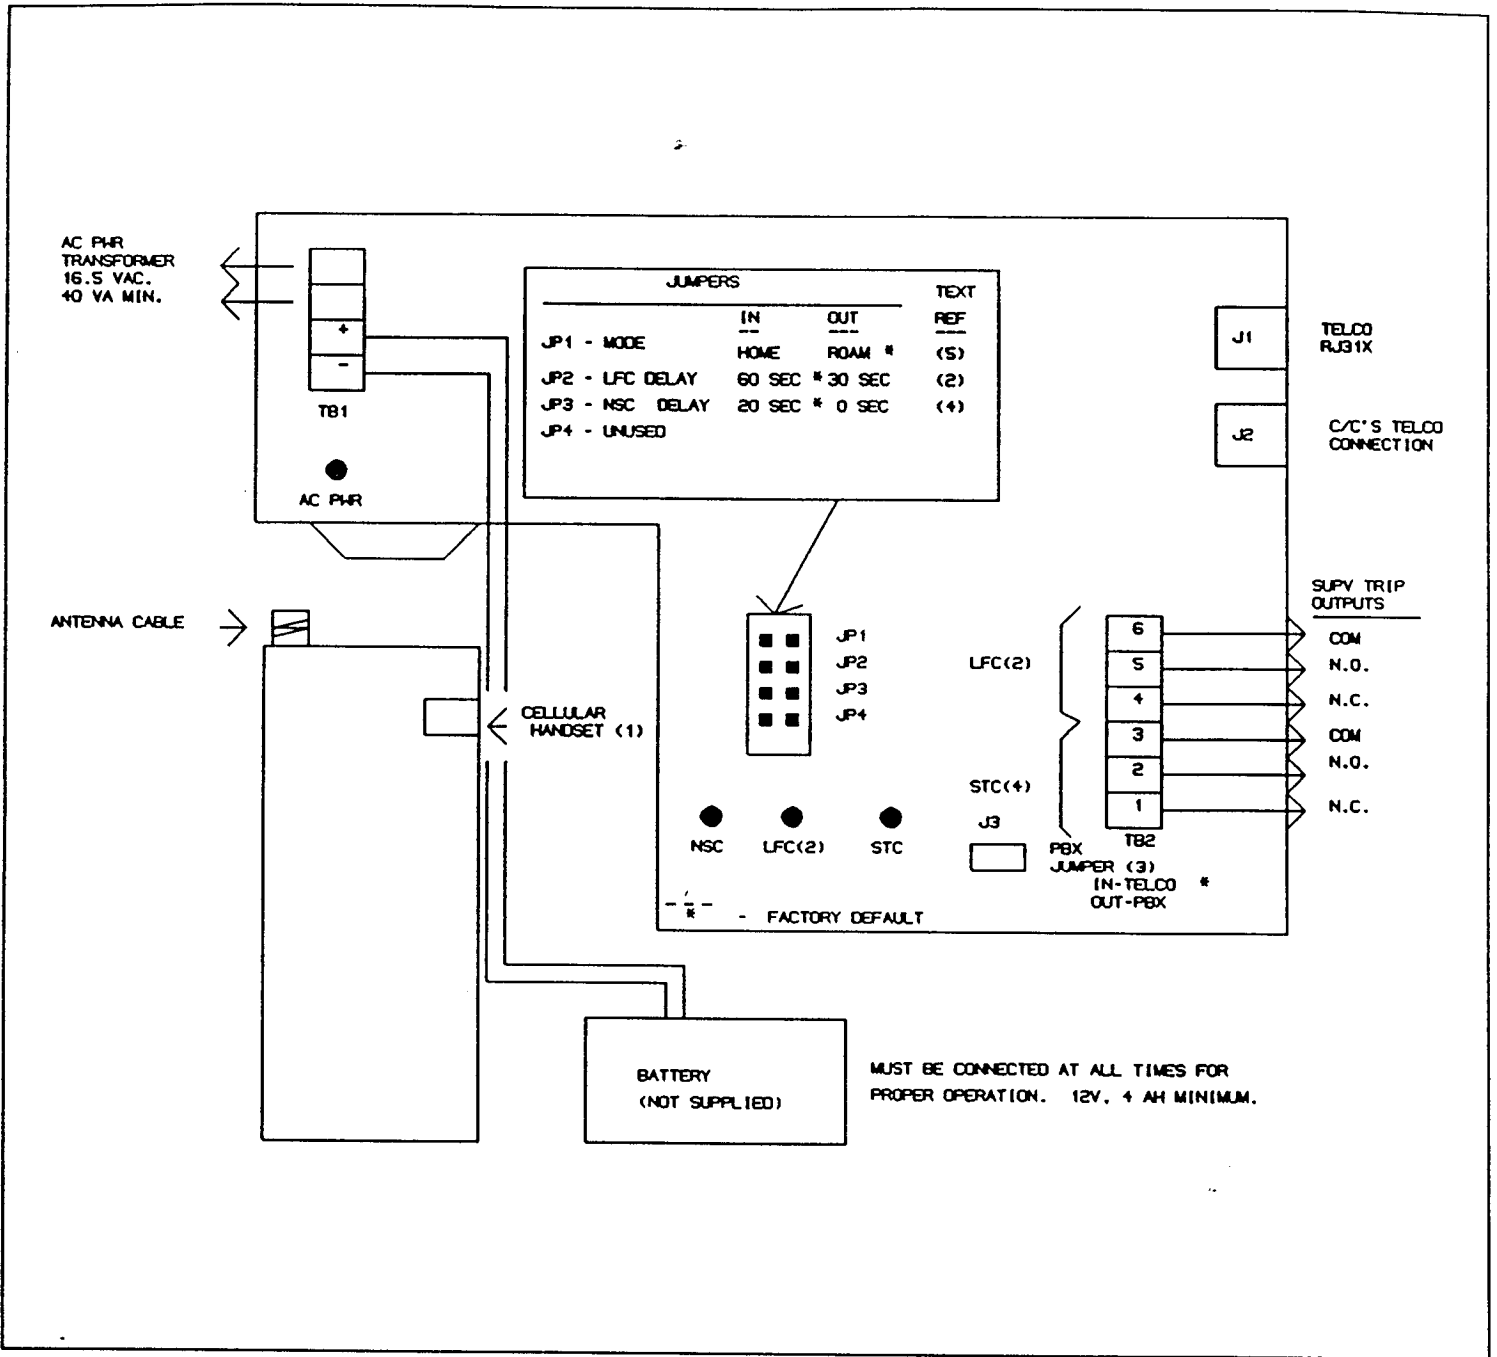 AC PWR
TRANSFORMER
16.5 VAC.
40 VA MIN.
+
-
TB1
AC PWR
JUMPERS
TEXT
IN OUT REF
JP1 - MODE
HOME ROAM * (5)
JP2 - LFC DELAY 60 SEC * 30 SEC (2)
JP3 - NSC DELAY 20 SEC * 0 SEC (4)
JP4 - UNUSED
J1
TELCO
RJ31X
J2
C/C'S TELCO
CONNECTION
ANTENNA CABLE
CELLULAR
HANDSET (1)
JP1
JP2
JP3
JP4
NSC LFC(2) STC
LFC(2)
STC(4)
J3
PBX
JUMPER (3)
IN-TELCO *
OUT-PBX
6
5
4
3
2
1
TB2
SUPV TRIP
OUTPUTS
COM
N.O.
N.C.
COM
N.O.
N.C.
* - FACTORY DEFAULT
BATTERY
(NOT SUPPLIED)
MUST BE CONNECTED AT ALL TIMES FOR
PROPER OPERATION. 12V, 4 AH MINIMUM.